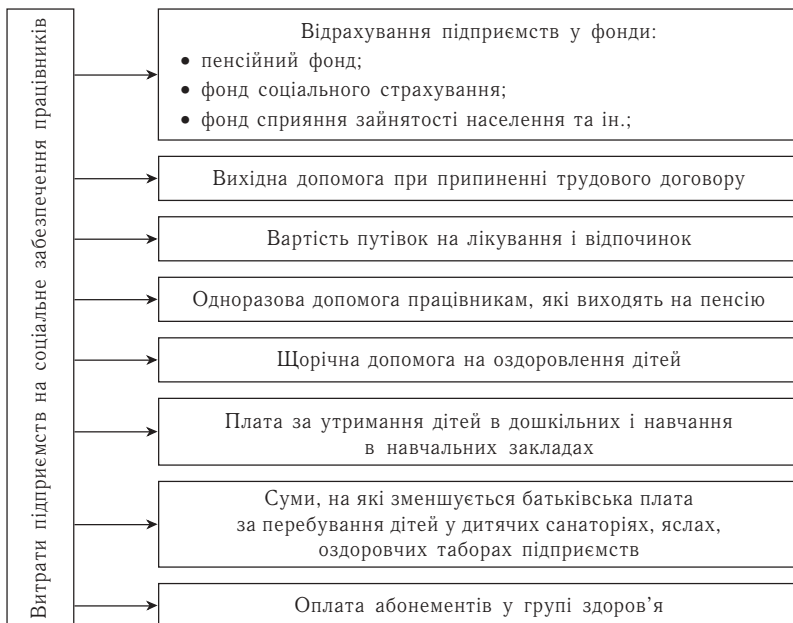 Витрати підприємств на соціальне забезпечення працівників
Відрахування підприємств у фонди:
• пенсійний фонд;
• фонд соціального страхування;
• фонд сприяння зайнятості населення та ін.;
Вихідна допомога при припиненні трудового договору
Вартість путівок на лікування і відпочинок
Одноразова допомога працівникам, які виходять на пенсію
Щорічна допомога на оздоровлення дітей
Плата за утримання дітей в дошкільних і навчання
в навчальних закладах
Суми, на які зменшується батьківська плата
за перебування дітей у дитячих санаторіях, яслах,
оздоровчих таборах підприємств
Оплата абонементів у групі здоров’я